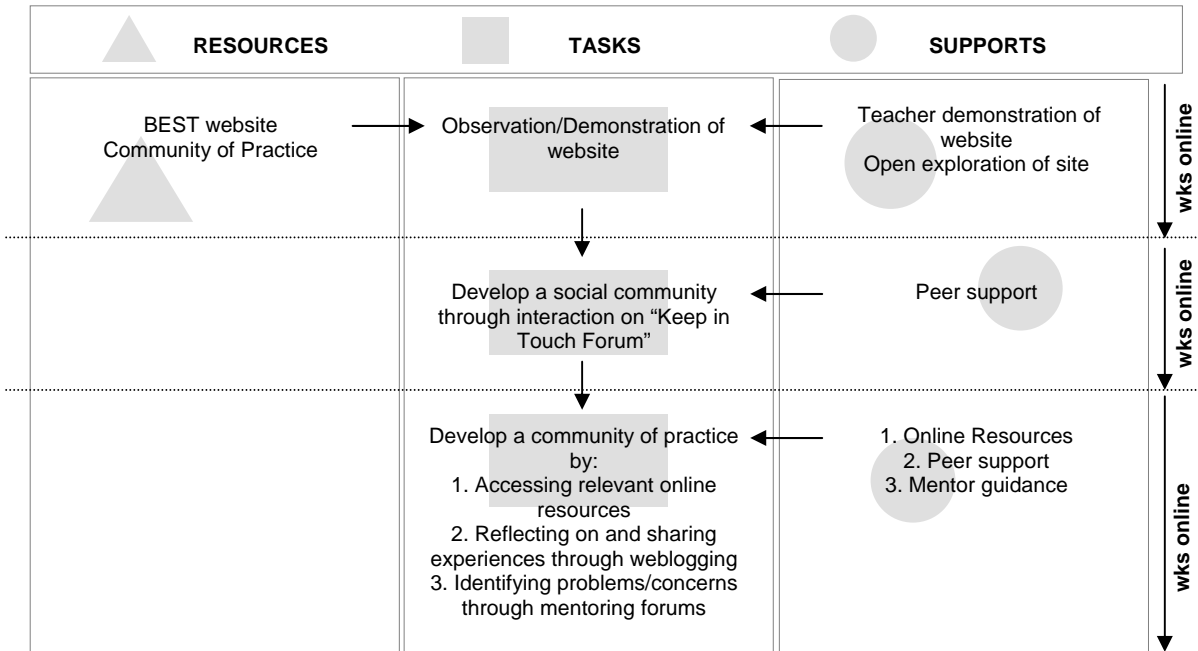 RESOURCES
TASKS
SUPPORTS
BEST website
Community of Practice
Observation/Demonstration of
website
Teacher demonstration of
website
Open exploration of site
wks online
Develop a social community
through interaction on “Keep in
Touch Forum”
Peer support
wks online
Develop a community of practice
by:
1. Accessing relevant online
resources
2. Reflecting on and sharing
experiences through weblogging
3. Identifying problems/concerns
through mentoring forums
1. Online Resources
2. Peer support
3. Mentor guidance
wks online